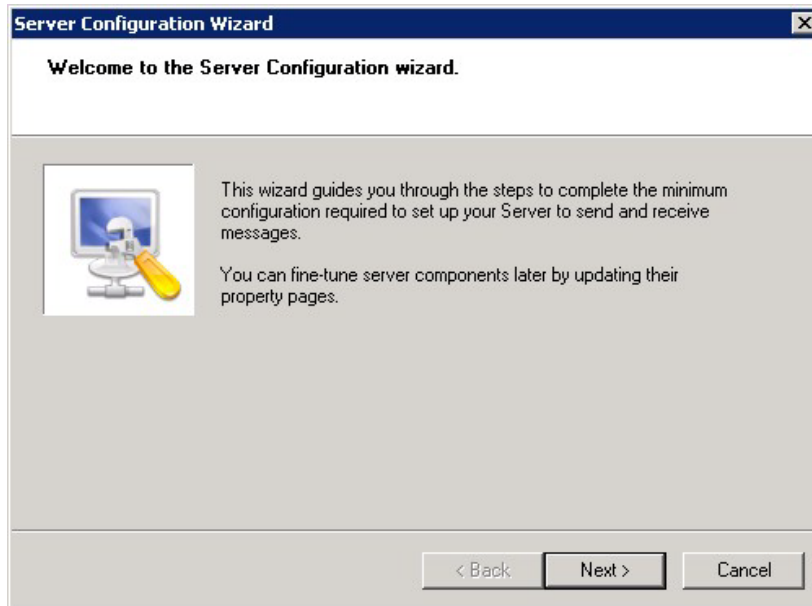 Server Configuration Wizard
Welcome to the Server Configuration wizard.
This wizard guides you through the steps to complete the minimum
configuration required to set up your Server to send and receive
messages.
You can fine-tune server components later by updating their
property pages.
< Back
Next >
Cancel